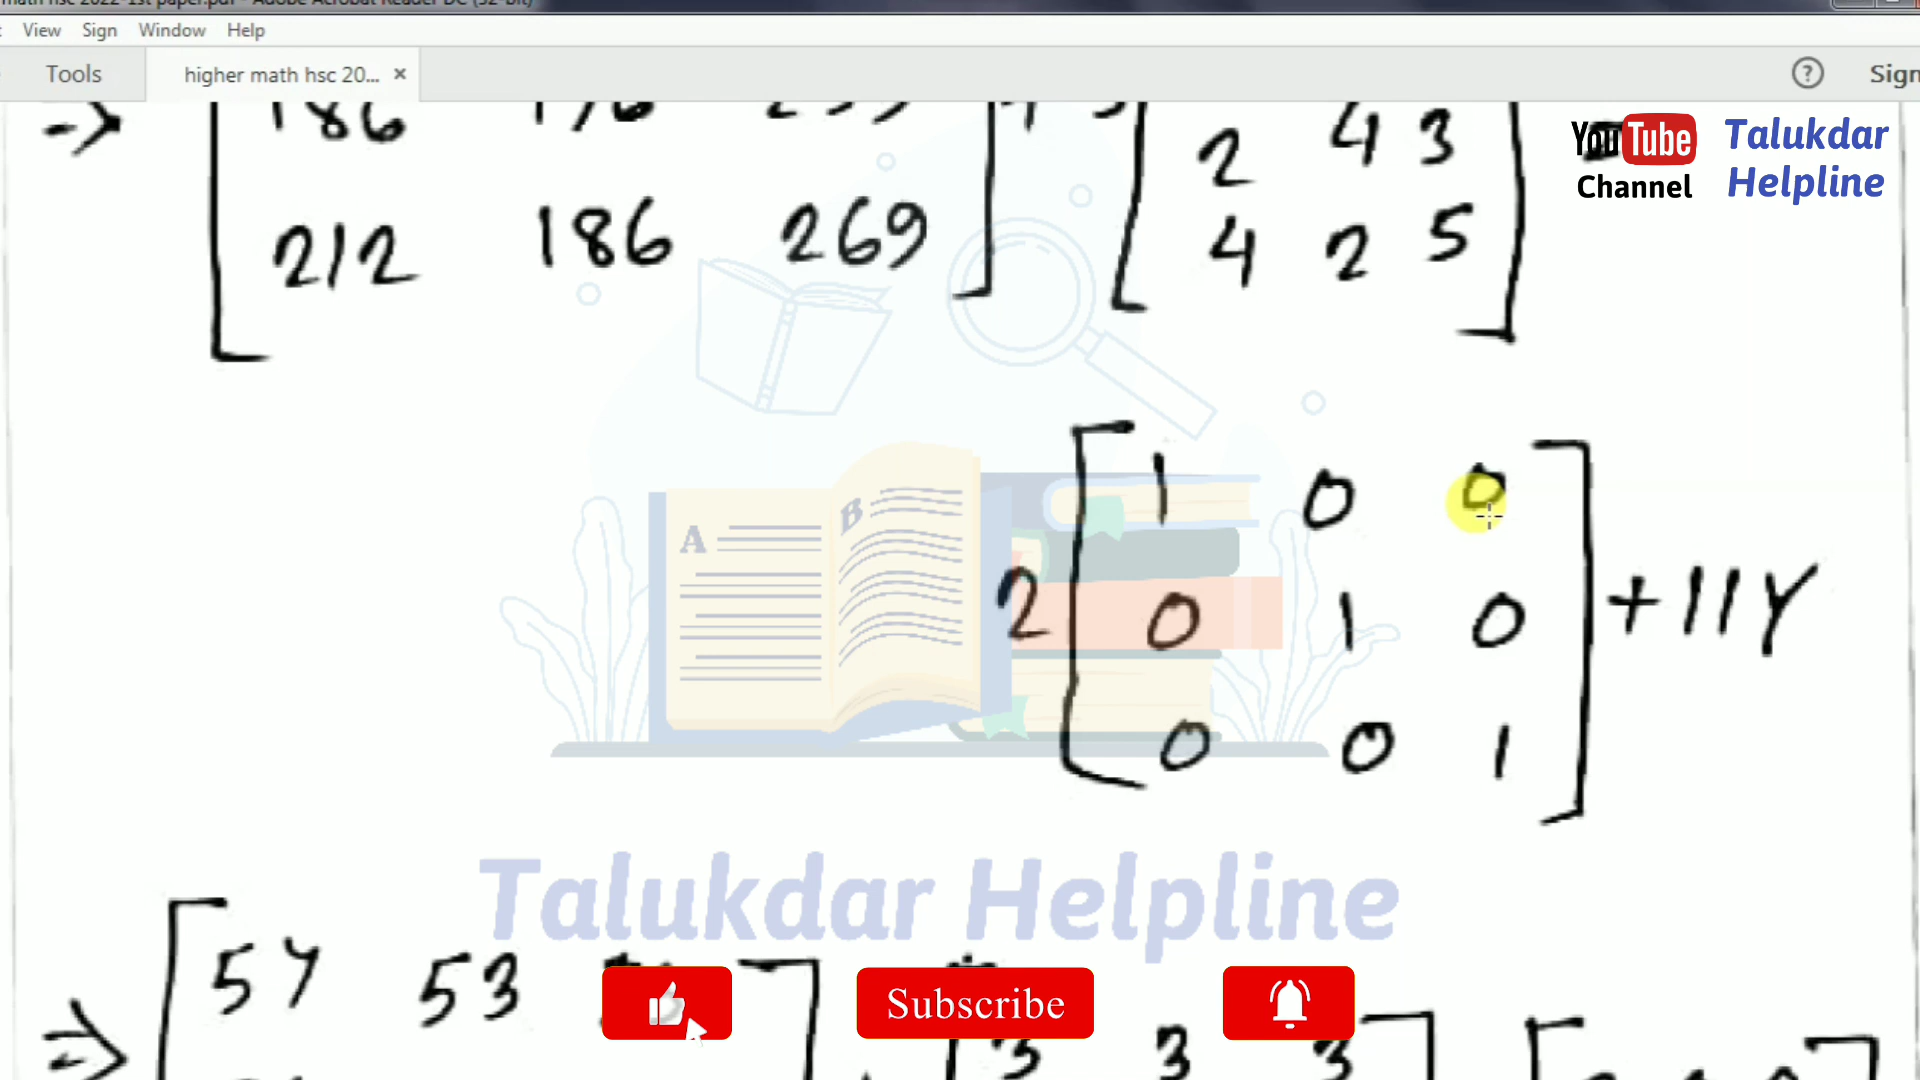 View Sign Window Help
Tools higher math hsc 20... × ? Sign
186
2 4 3
212 186 269 4 2 5
YouTube Channel Talukdar Helpline
1 0 0
2 0 1 0 + 11Y
0 0 1
A B
Talukdar Helpline
57 53
Subscribe
3 3 3